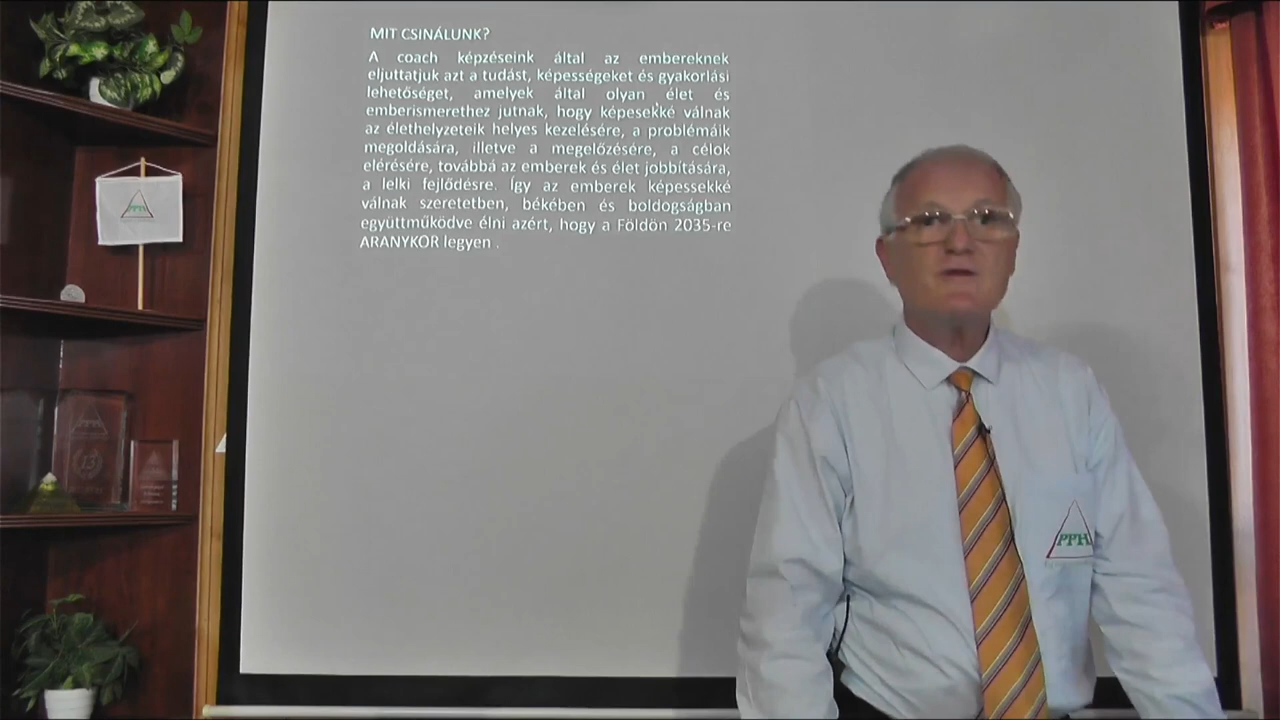 MIT CSINÁLUNK?
A coach képzéseink által az embereknek
eljuttatjuk azt a tudást, képességeket és gyakorlási
lehetőséget, amelyek által olyan élet és
emberismerethez jutnak, hogy képesekké válnak
az élethelyzeteik helyes kezelésére, a problémáik
megoldására, illetve a megelőzésére, a célok
elérésére, továbbá az emberek és élet jobbítására,
a lelki fejlődésre. Így az emberek képessekké
válnak szeretetben, békében és boldogságban
együttműködve élni azért, hogy a Földön 2035-re
ARANYKOR legyen .
PPH
PPH
13